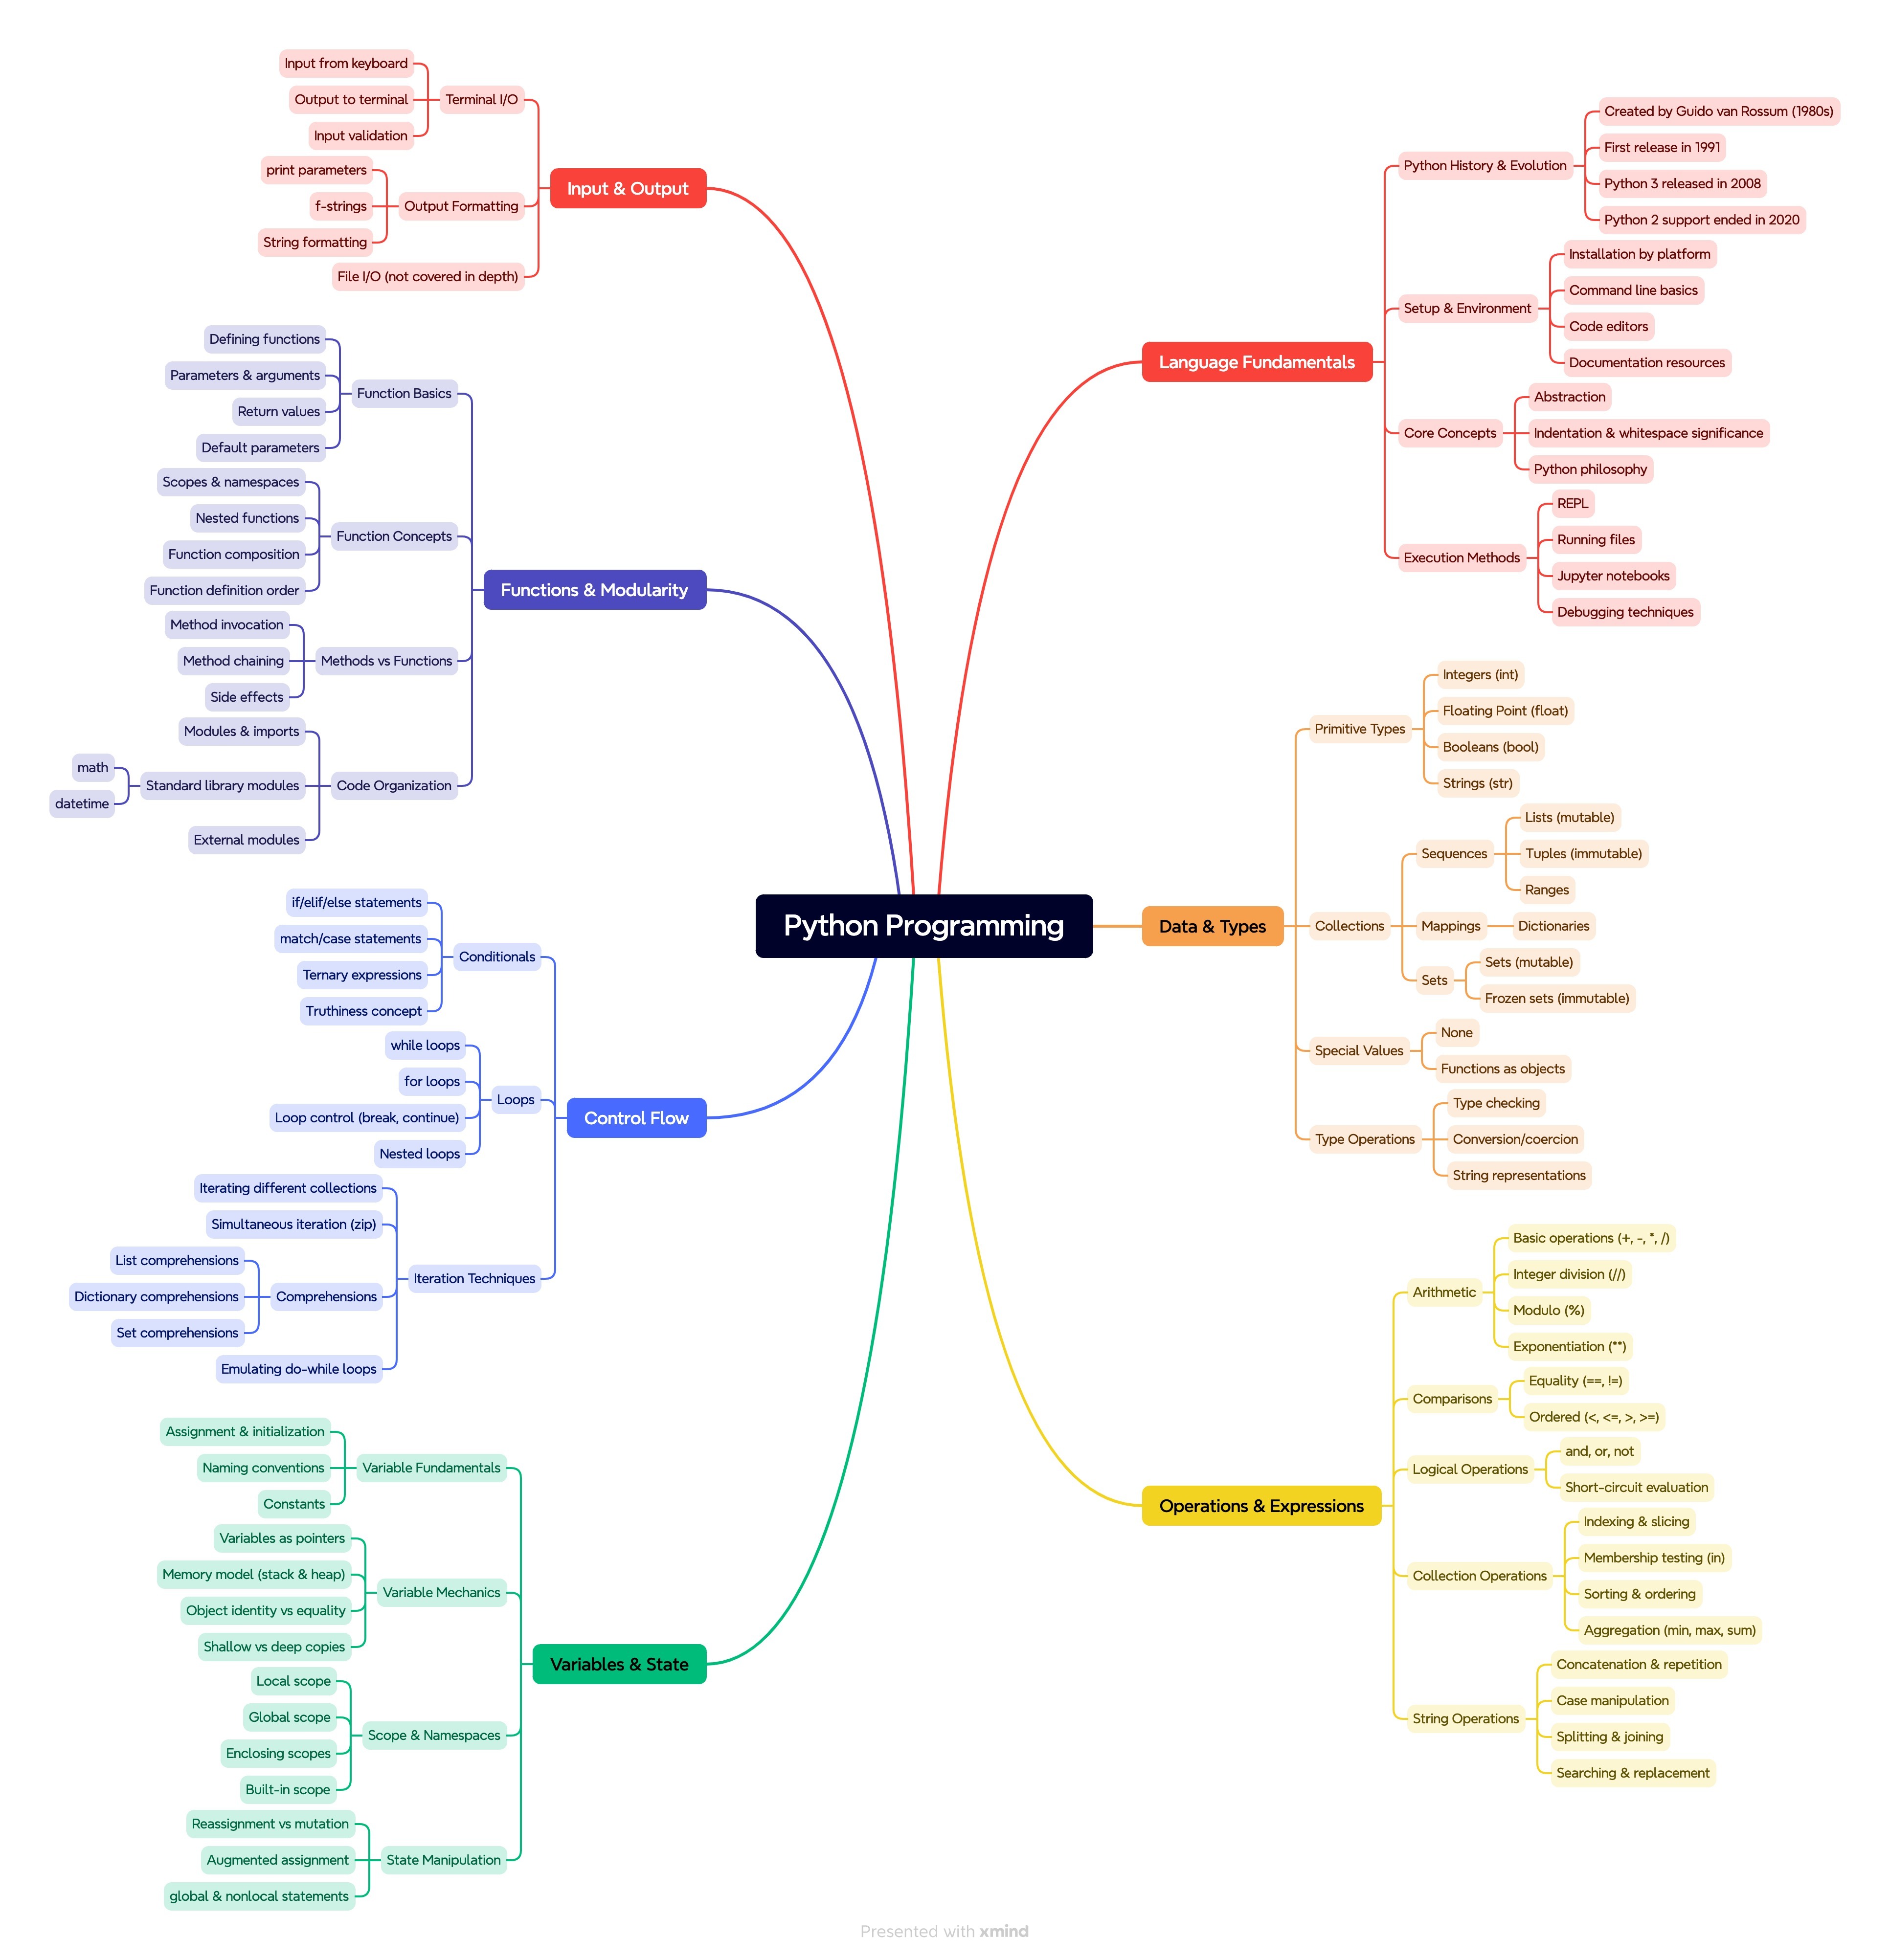 Python Programming
Language Fundamentals
Python History & Evolution
Created by Guido van Rossum (1980s)
First release in 1991
Python 3 released in 2008
Python 2 support ended in 2020
Setup & Environment
Installation by platform
Command line basics
Code editors
Documentation resources
Core Concepts
Abstraction
Indentation & whitespace significance
Python philosophy
Execution Methods
REPL
Running files
Jupyter notebooks
Debugging techniques
Data & Types
Primitive Types
Integers (int)
Floating Point (float)
Booleans (bool)
Strings (str)
Collections
Sequences
Lists (mutable)
Tuples (immutable)
Ranges
Mappings
Dictionaries
Sets
Sets (mutable)
Frozen sets (immutable)
Special Values
None
Functions as objects
Type Operations
Type checking
Conversion/coercion
String representations
Operations & Expressions
Arithmetic
Basic operations (+, -, *, /)
Integer division (//)
Modulo (%)
Exponentiation (**)
Comparisons
Equality (==, !=)
Ordered (<, <=, >, >=)
Logical Operations
and, or, not
Short-circuit evaluation
Collection Operations
Indexing & slicing
Membership testing (in)
Sorting & ordering
Aggregation (min, max, sum)
String Operations
Concatenation & repetition
Case manipulation
Splitting & joining
Searching & replacement
Input & Output
Terminal I/O
Input from keyboard
Output to terminal
Input validation
Output Formatting
print parameters
f-strings
String formatting
File I/O (not covered in depth)
Functions & Modularity
Function Basics
Defining functions
Parameters & arguments
Return values
Default parameters
Function Concepts
Scopes & namespaces
Nested functions
Function composition
Function definition order
Methods vs Functions
Method invocation
Method chaining
Side effects
Code Organization
Modules & imports
Standard library modules
math
datetime
External modules
Control Flow
Conditionals
if/elif/else statements
match/case statements
Ternary expressions
Truthiness concept
Loops
while loops
for loops
Loop control (break, continue)
Nested loops
Iteration Techniques
Iterating different collections
Simultaneous iteration (zip)
Comprehensions
List comprehensions
Dictionary comprehensions
Set comprehensions
Emulating do-while loops
Variables & State
Variable Fundamentals
Assignment & initialization
Naming conventions
Constants
Variable Mechanics
Variables as pointers
Memory model (stack & heap)
Object identity vs equality
Shallow vs deep copies
Scope & Namespaces
Local scope
Global scope
Enclosing scopes
Built-in scope
State Manipulation
Reassignment vs mutation
Augmented assignment
global & nonlocal statements
Presented with xmind